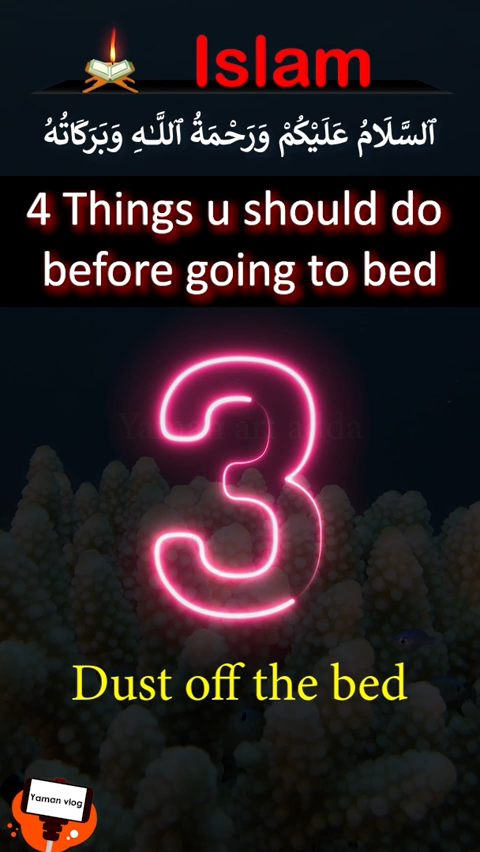 Islam
ٱلسَّلَامُ عَلَيْكُمْ وَرَحْمَةُ ٱللَّـٰهِ وَبَرَكَاتُهُ
4 Things u should do
before going to bed
3
Dust off the bed
Yaman vlog